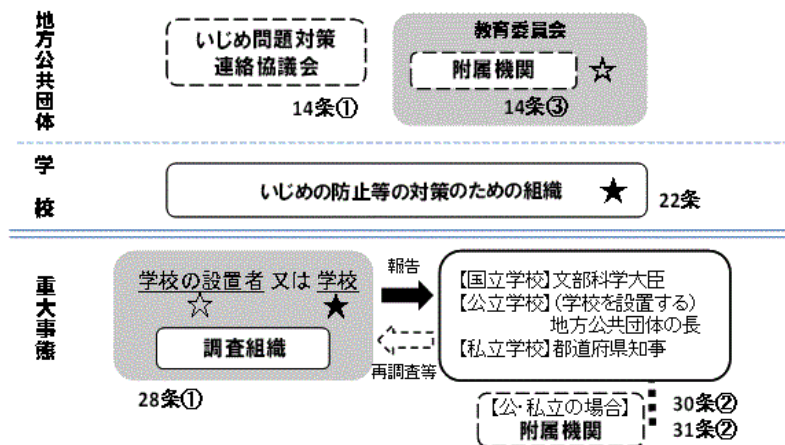 地方公共団体
いじめ問題対策
連絡協議会
14条①
教育委員会
附属機関 ☆
14条③
学校
いじめの防止等の対策のための組織 ★
22条
重大事態
学校の設置者 又は 学校
☆ ★
調査組織
28条①
報告
再調査等
【国立学校】文部科学大臣
【公立学校】(学校を設置する)
地方公共団体の長
【私立学校】都道府県知事
【公・私立の場合】
附属機関
30条②
31条②